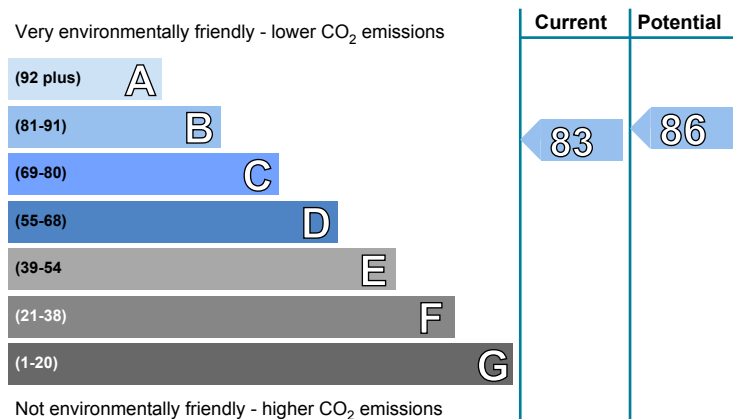 Very environmentally friendly - lower CO₂ emissions
Current
Potential
(92 plus) A
(81-91) B
(69-80) C
(55-68) D
(39-54 E
(21-38) F
(1-20) G
83
86
Not environmentally friendly - higher CO₂ emissions